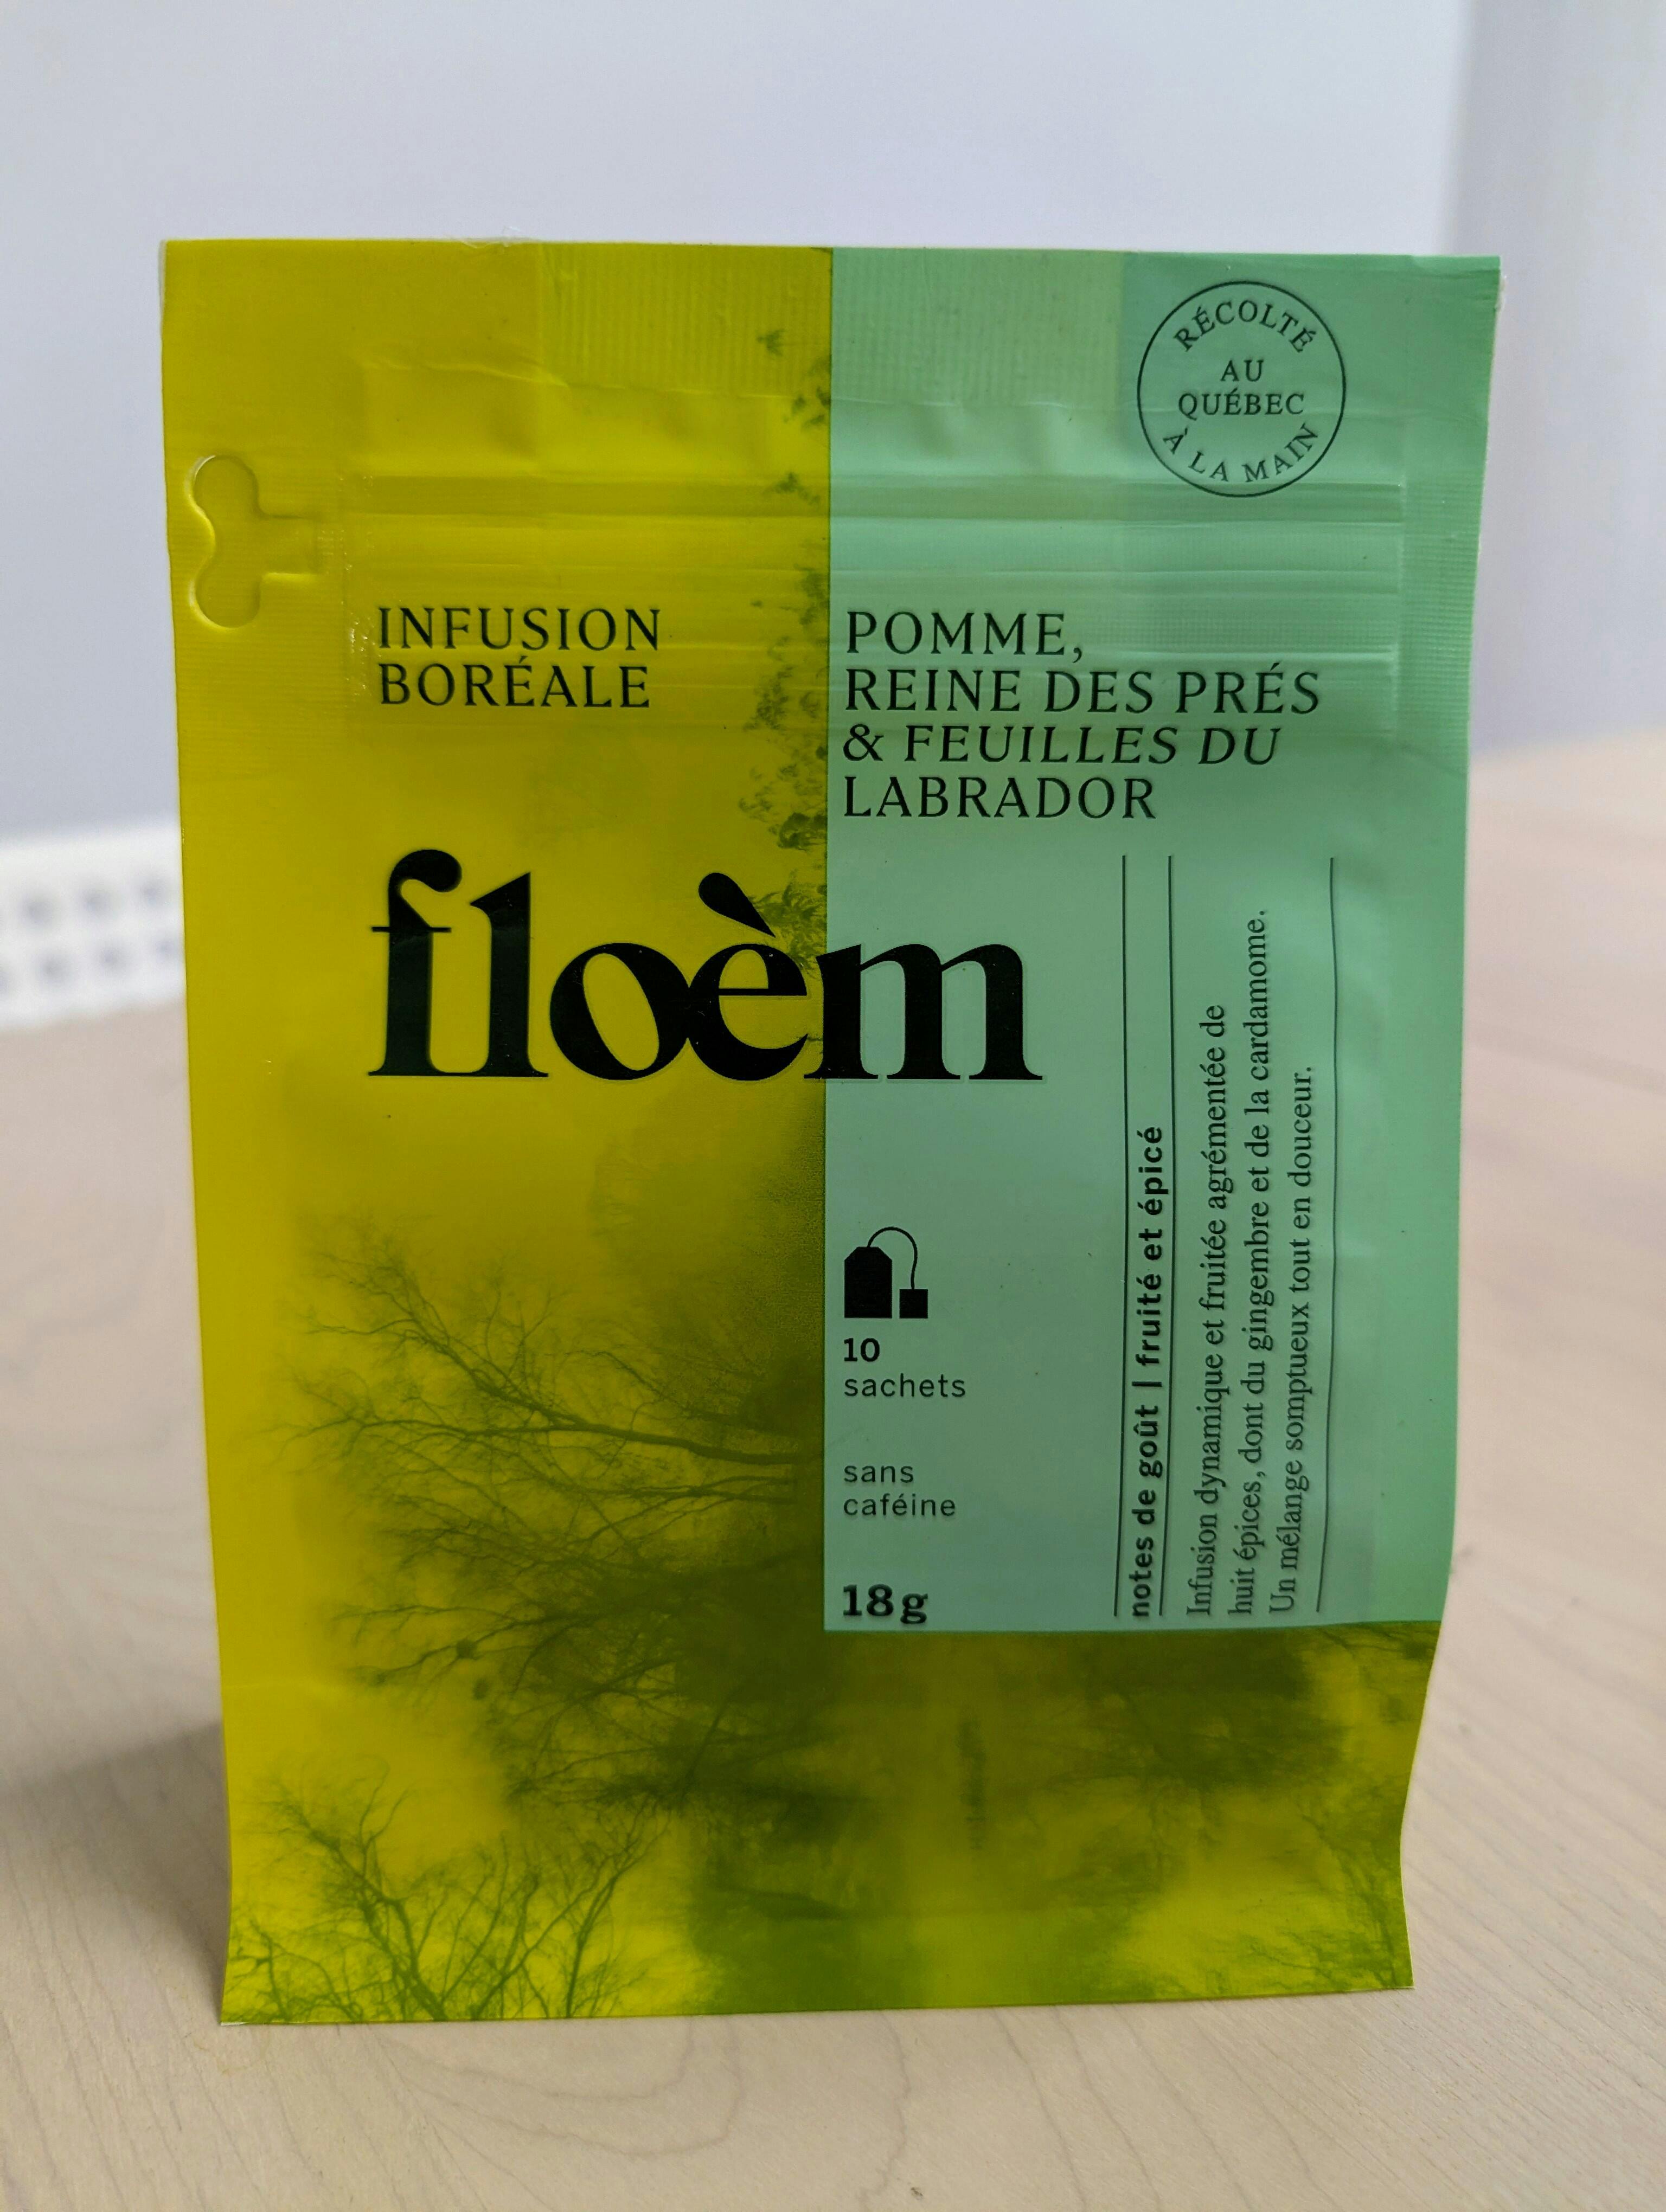 RÉCOLTÉ
AU
QUÉBEC
À LA MAIN
INFUSION
BORÉALE
POMME,
REINE DES PRÉS
& FEUILLES DU
LABRADOR
floèm
10
sachets
sans
caféine
18g
notes de goût | fruité et épicé
Infusion dynamique et fruitée agrémentée de
huit épices, dont du gingembre et de la cardamome.
Un mélange somptueux tout en douceur.